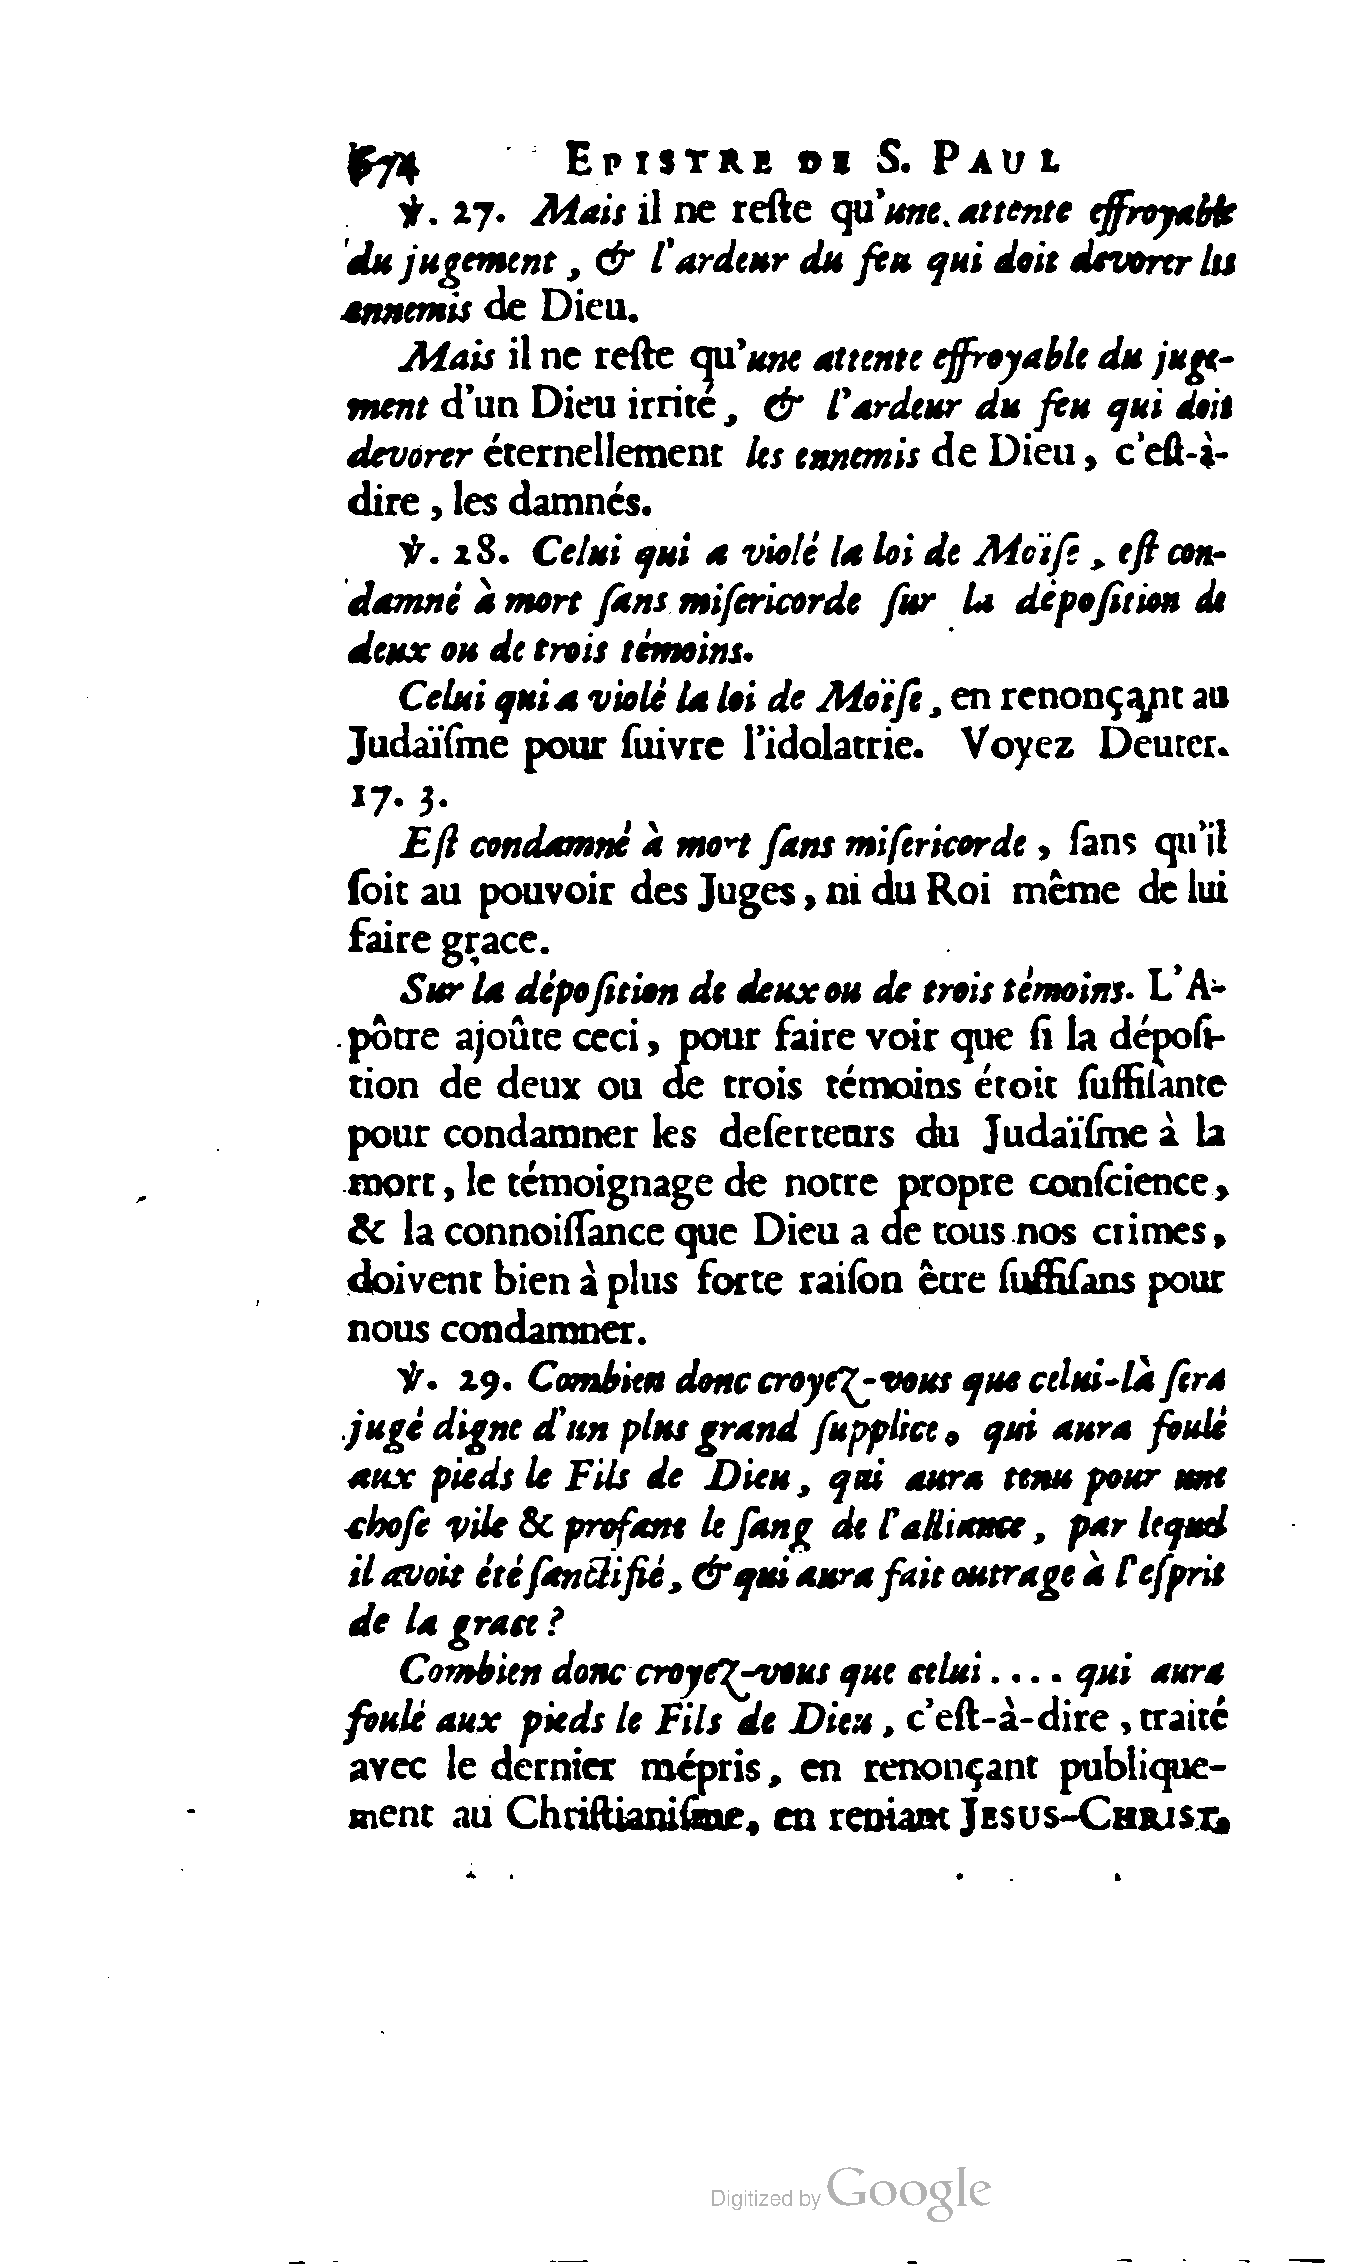 674 EPISTRE DE S. PAUL
℣. 27. Mais il ne reſte qu'une attente effroyable
du jugement, & l'ardeur du feu qui doit devorer les
ennemis de Dieu.
Mais il ne reſte qu'une attente effroyable du juge-
ment d'un Dieu irrité, & l'ardeur du feu qui doit
devorer éternellement les ennemis de Dieu, c'eſt-à-
dire, les damnés.
℣. 28. Celui qui a violé la loi de Moïſe, eſt con-
damné à mort ſans miſericorde ſur la dépoſition de
deux ou de trois témoins.
Celui qui a violé la loi de Moïſe, en renonçant au
Judaïſme pour ſuivre l'idolatrie. Voyez Deuter.
17. 3.
Eſt condamné à mort ſans miſericorde, ſans qu'il
ſoit au pouvoir des Juges, ni du Roi même de lui
faire grace.
Sur la dépoſition de deux ou de trois témoins. L'A-
pôtre ajoûte ceci, pour faire voir que ſi la dépoſi-
tion de deux ou de trois témoins étoit ſuffiſante
pour condamner les deſerteurs du Judaïſme à la
mort, le témoignage de notre propre conſcience,
& la connoiſſance que Dieu a de tous nos crimes,
doivent bien à plus forte raiſon être ſuffiſans pour
nous condamner.
℣. 29. Combien donc croyez-vous que celui-là ſera
jugé digne d'un plus grand ſupplice, qui aura foulé
aux pieds le Fils de Dieu, qui aura tenu pour une
choſe vile & profane le ſang de l'alliance, par lequel
il avoit été ſanctifié, & qui aura fait outrage à l'eſprit
de la grace?
Combien donc croyez-vous que celui.... qui aura
foulé aux pieds le Fils de Dieu, c'eſt-à-dire, traité
avec le dernier mépris, en renonçant publique-
ment au Chriſtianiſme, en reniant JESUS-CHRIST,
Digitized by Google